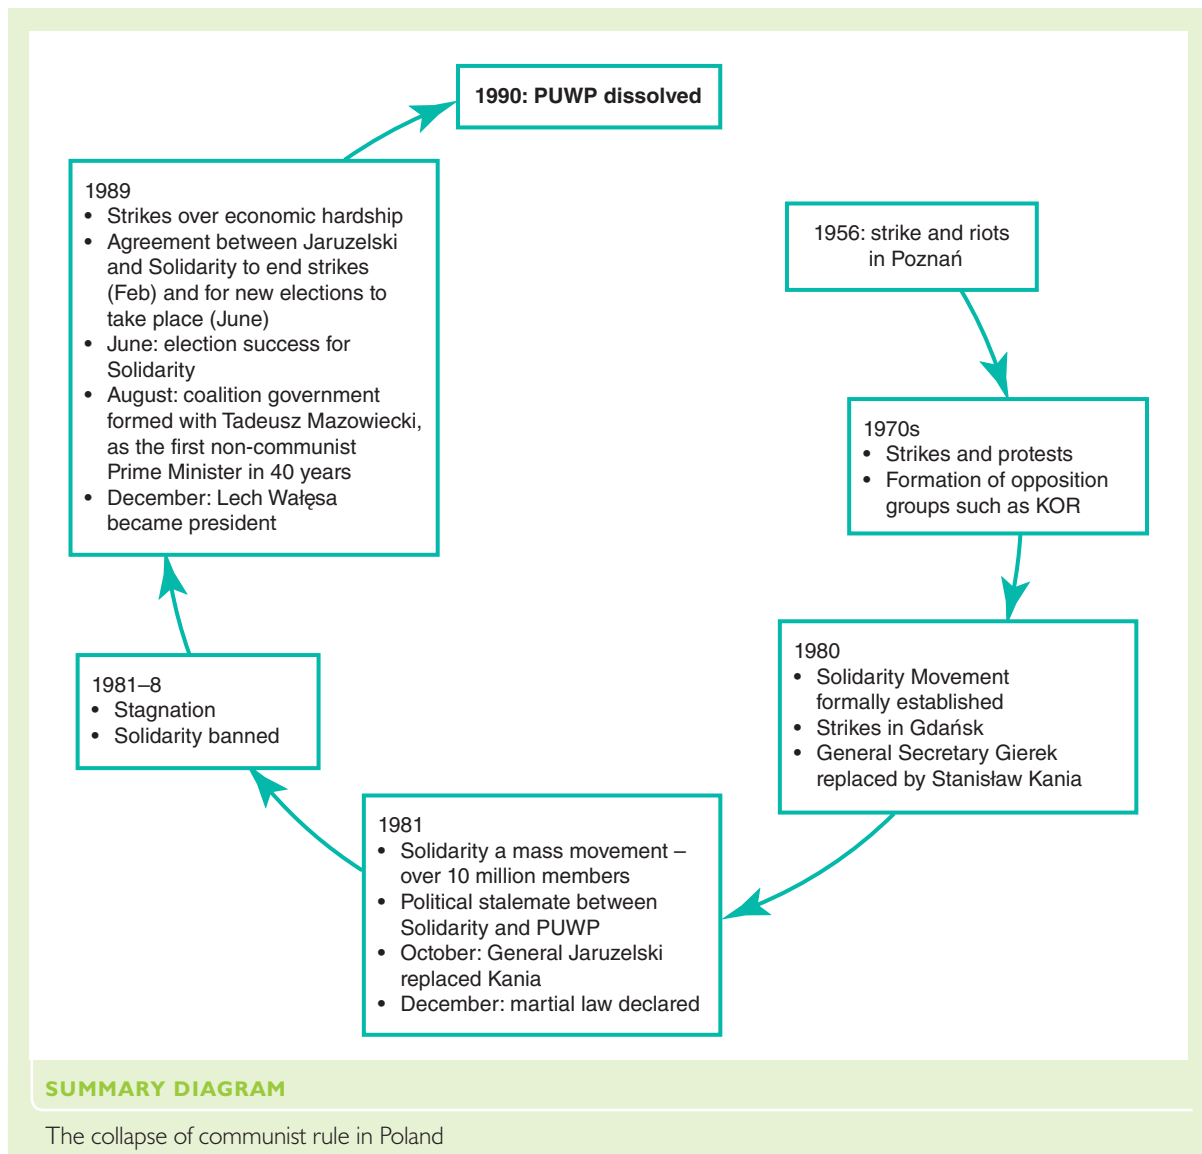 1990: PUWP dissolved
1956: strike and riots
in Poznań
1970s
• Strikes and protests
• Formation of opposition
groups such as KOR
1980
• Solidarity Movement
formally established
• Strikes in Gdańsk
• General Secretary Gierek
replaced by Stanisław Kania
1981
• Solidarity a mass movement –
over 10 million members
• Political stalemate between
Solidarity and PUWP
• October: General Jaruzelski
replaced Kania
• December: martial law declared
1981–8
• Stagnation
• Solidarity banned
1989
• Strikes over economic hardship
• Agreement between Jaruzelski
and Solidarity to end strikes
(Feb) and for new elections to
take place (June)
• June: election success for
Solidarity
• August: coalition government
formed with Tadeusz Mazowiecki,
as the first non-communist
Prime Minister in 40 years
• December: Lech Wałęsa
became president
SUMMARY DIAGRAM
The collapse of communist rule in Poland